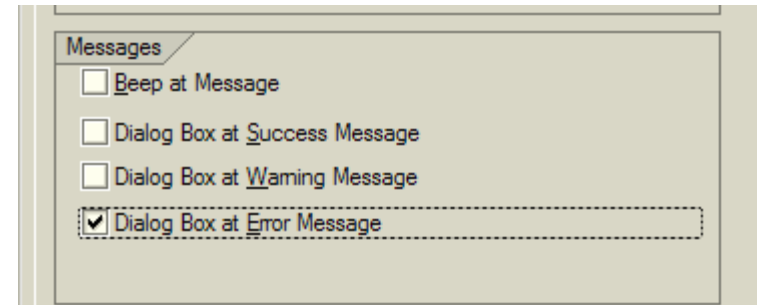 Messages
Beep at Message
Dialog Box at Success Message
Dialog Box at Warning Message
Dialog Box at Error Message